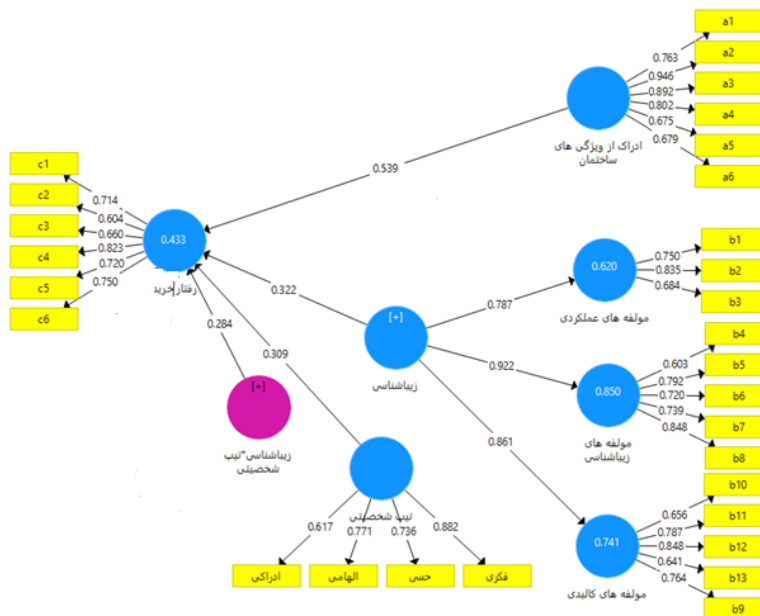 a1
a2
a3
a4
a5
a6
0.763
0.946
0.892
0.802
0.675
0.679
ادراک از ویژگی های
ساختمان
0.539
c1
c2
c3
c4
c5
c6
0.714
0.604
0.660
0.823
0.720
0.750
0.433
رفتار خرید
0.322
0.284
0.309
[+]
زیباشناسی
[+]
زیباشناسی*تیپ
شخصیتی
0.787
0.922
0.861
0.620
مولفه های عملکردی
0.750
0.835
0.684
b1
b2
b3
0.850
مولفه های
زیباشناسی
0.603
0.792
0.720
0.739
0.848
b4
b5
b6
b7
b8
0.741
مولفه های کالبدی
0.656
0.787
0.848
0.641
0.764
b10
b11
b12
b13
b9
تیپ شخصیتی
0.617
0.771
0.736
0.882
ادراکی
الهامی
حسی
فکری